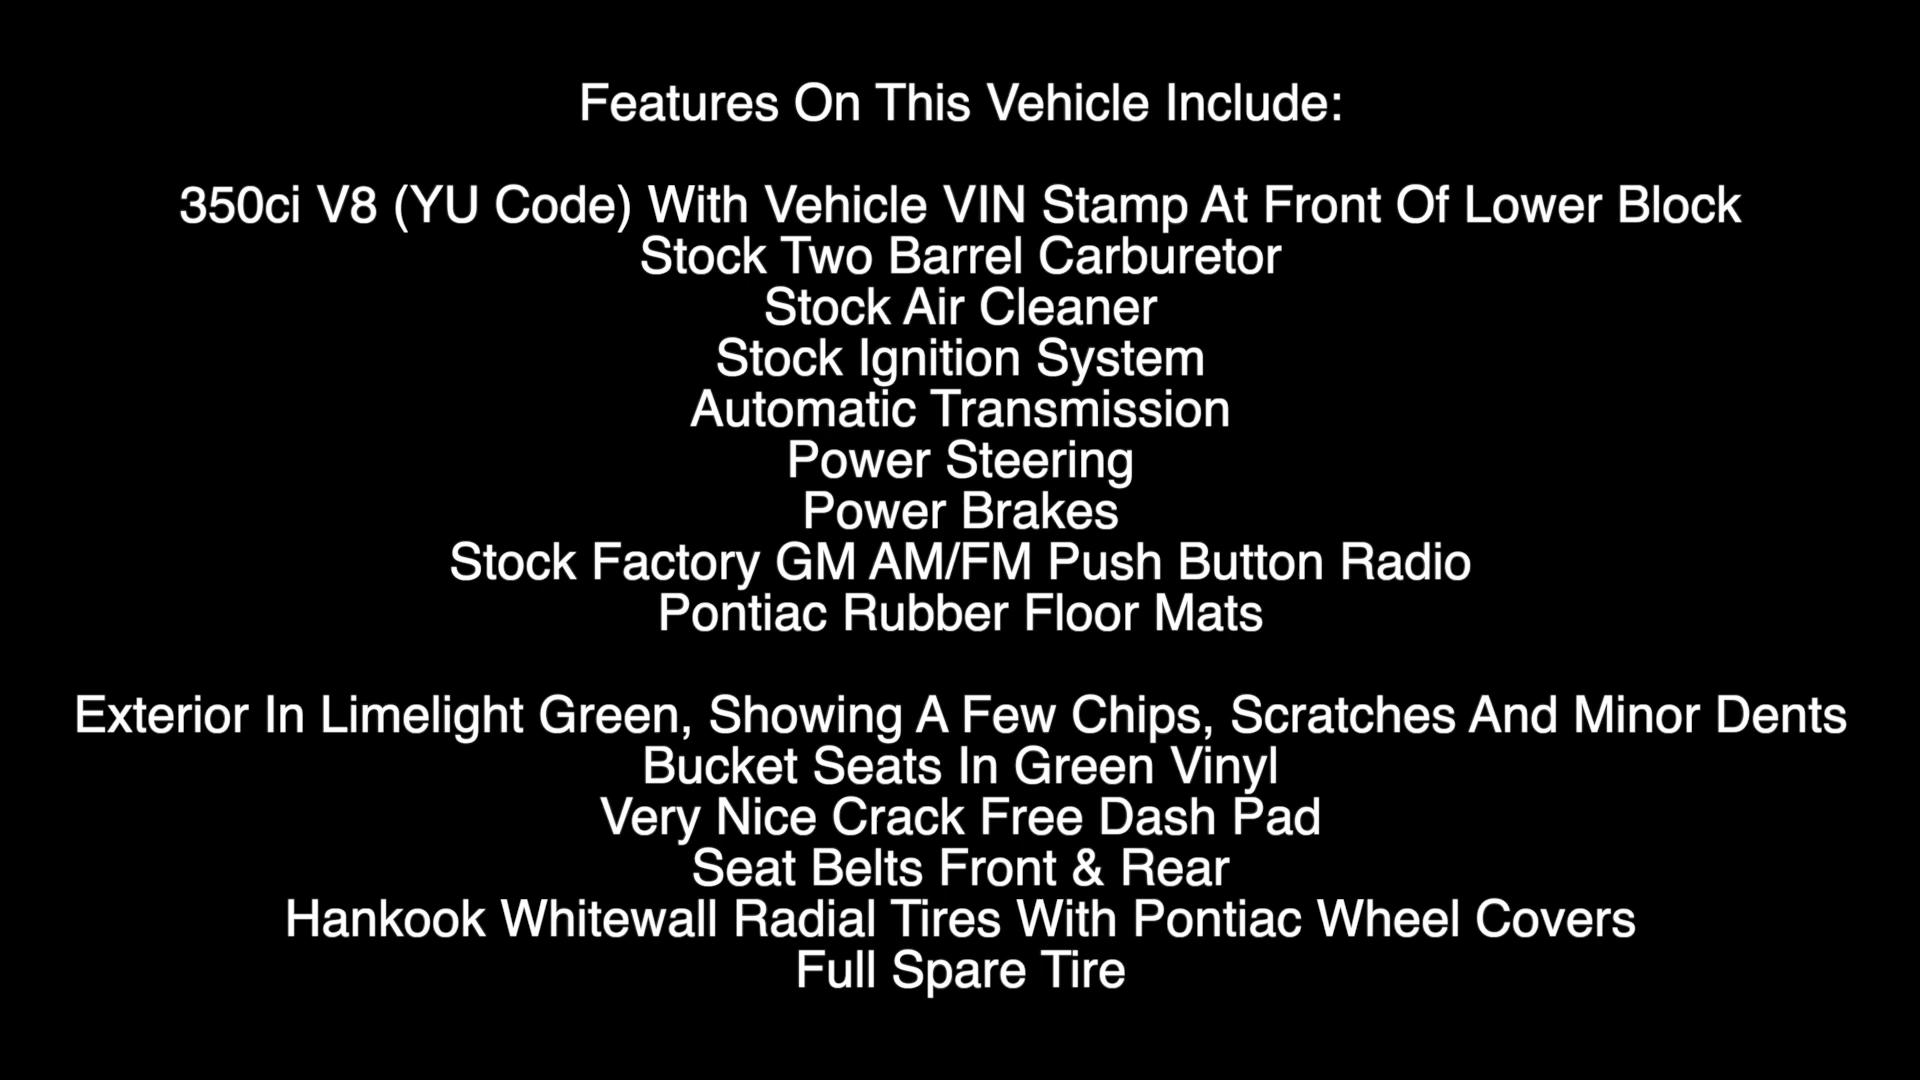 Features On This Vehicle Include:
350ci V8 (YU Code) With Vehicle VIN Stamp At Front Of Lower Block
Stock Two Barrel Carburetor
Stock Air Cleaner
Stock Ignition System
Automatic Transmission
Power Steering
Power Brakes
Stock Factory GM AM/FM Push Button Radio
Pontiac Rubber Floor Mats
Exterior In Limelight Green, Showing A Few Chips, Scratches And Minor Dents
Bucket Seats In Green Vinyl
Very Nice Crack Free Dash Pad
Seat Belts Front & Rear
Hankook Whitewall Radial Tires With Pontiac Wheel Covers
Full Spare Tire